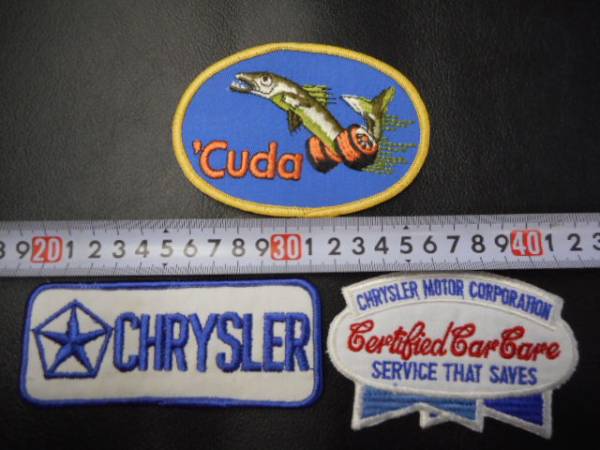 'Cuda
8 9 20 1 2 3 4 5 6 7 8 9 30 1 2 3 4 5 6 7 8 9 40 1 2 3
CHRYSLER
CHRYSLER MOTOR CORPORATION
Certified Car Care
SERVICE THAT SAVES